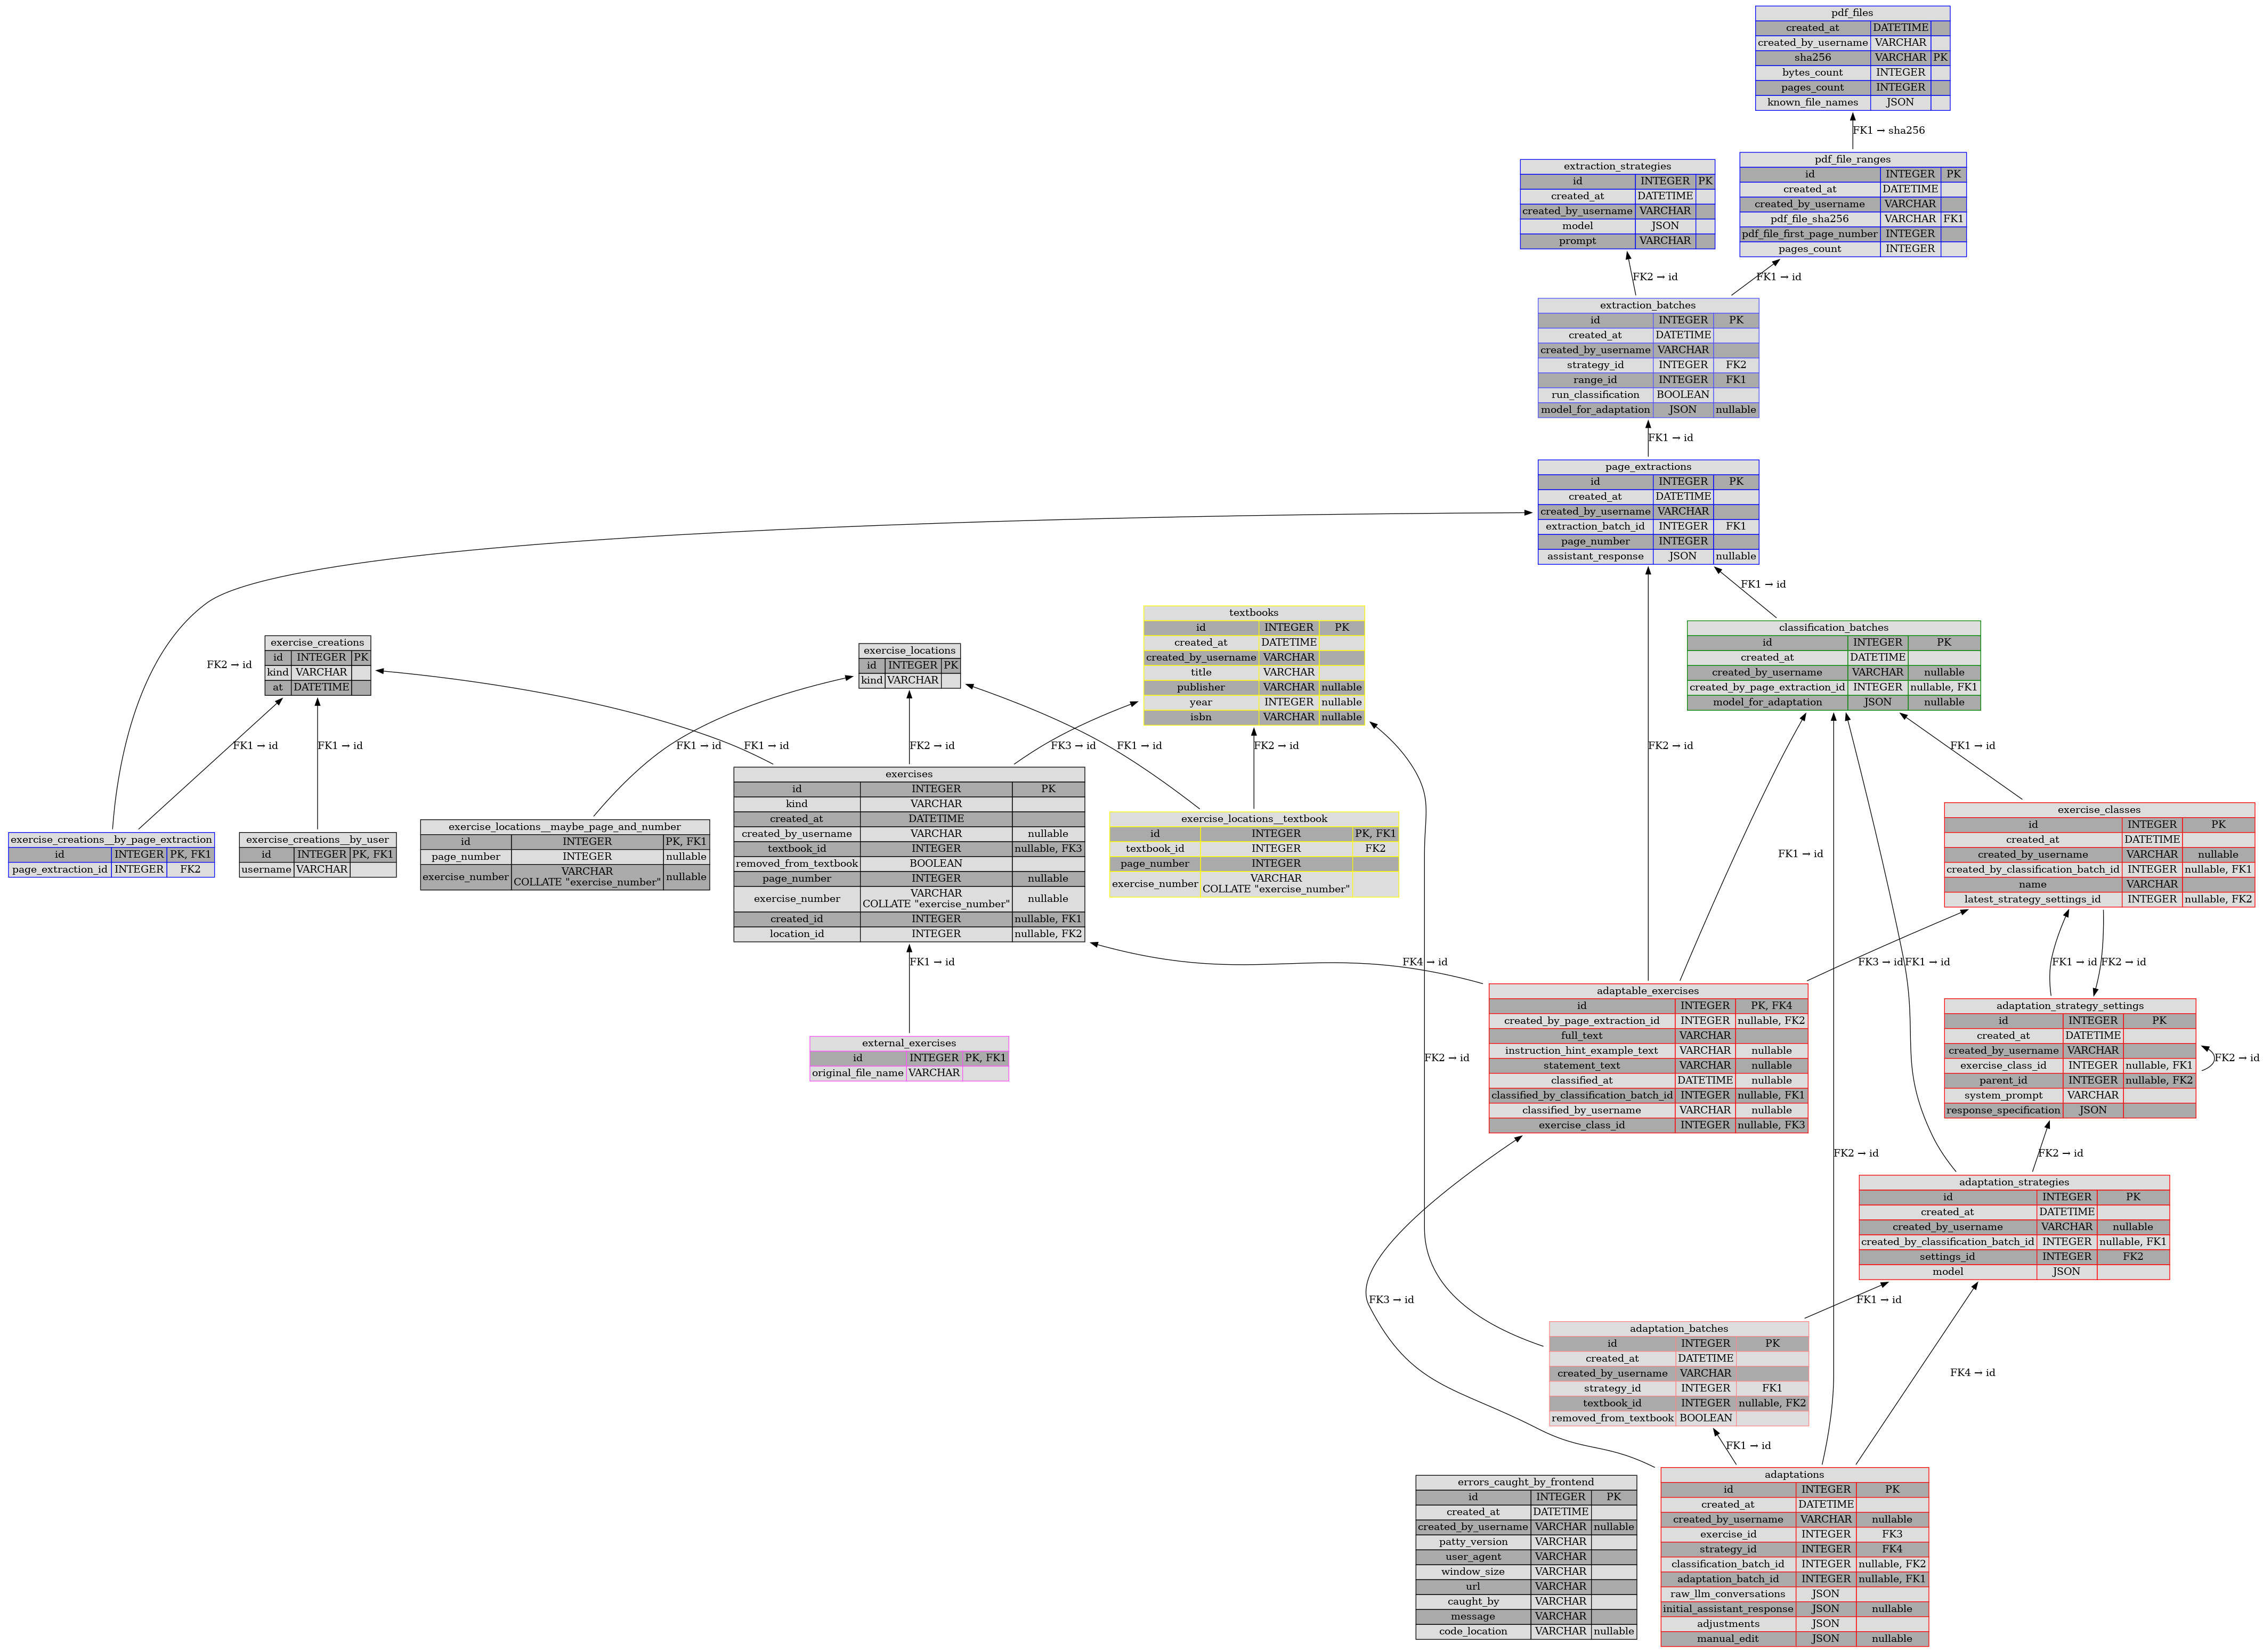 pdf_files
created_at DATETIME
created_by_username VARCHAR
sha256 VARCHAR PK
bytes_count INTEGER
pages_count INTEGER
known_file_names JSON
FK1 → sha256
extraction_strategies
id INTEGER PK
created_at DATETIME
created_by_username VARCHAR
model JSON
prompt VARCHAR
pdf_file_ranges
id INTEGER PK
created_at DATETIME
created_by_username VARCHAR
pdf_file_sha256 VARCHAR FK1
pdf_file_first_page_number INTEGER
pages_count INTEGER
FK2 → id
FK1 → id
extraction_batches
id INTEGER PK
created_at DATETIME
created_by_username VARCHAR
strategy_id INTEGER FK2
range_id INTEGER FK1
run_classification BOOLEAN
model_for_adaptation JSON nullable
FK1 → id
page_extractions
id INTEGER PK
created_at DATETIME
created_by_username VARCHAR
extraction_batch_id INTEGER FK1
page_number INTEGER
assistant_response JSON nullable
FK1 → id
FK2 → id
exercise_creations
id INTEGER PK
kind VARCHAR
at DATETIME
exercise_locations
id INTEGER PK
kind VARCHAR
textbooks
id INTEGER PK
created_at DATETIME
created_by_username VARCHAR
title VARCHAR
publisher VARCHAR nullable
year INTEGER nullable
isbn VARCHAR nullable
classification_batches
id INTEGER PK
created_at DATETIME
created_by_username VARCHAR nullable
created_by_page_extraction_id INTEGER nullable, FK1
model_for_adaptation JSON nullable
FK1 → id
FK1 → id
FK1 → id
FK1 → id
FK2 → id
FK3 → id
FK1 → id
FK2 → id
FK2 → id
FK1 → id
exercise_creations__by_page_extraction
id INTEGER PK, FK1
page_extraction_id INTEGER FK2
exercise_creations__by_user
id INTEGER PK, FK1
username VARCHAR
exercise_locations__maybe_page_and_number
id INTEGER PK, FK1
page_number INTEGER nullable
exercise_number VARCHAR COLLATE "exercise_number" nullable
exercises
id INTEGER PK
kind VARCHAR
created_at DATETIME
created_by_username VARCHAR nullable
textbook_id INTEGER nullable, FK3
removed_from_textbook BOOLEAN
page_number INTEGER nullable
exercise_number VARCHAR COLLATE "exercise_number" nullable
created_id INTEGER nullable, FK1
location_id INTEGER nullable, FK2
exercise_locations__textbook
id INTEGER PK, FK1
textbook_id INTEGER FK2
page_number INTEGER
exercise_number VARCHAR COLLATE "exercise_number"
FK1 → id
exercise_classes
id INTEGER PK
created_at DATETIME
created_by_username VARCHAR nullable
created_by_classification_batch_id INTEGER nullable, FK1
name VARCHAR
latest_strategy_settings_id INTEGER nullable, FK2
FK1 → id
FK4 → id
FK3 → id
FK1 → id
FK1 → id
FK2 → id
external_exercises
id INTEGER PK, FK1
original_file_name VARCHAR
FK2 → id
adaptable_exercises
id INTEGER PK, FK4
created_by_page_extraction_id INTEGER nullable, FK2
full_text VARCHAR
instruction_hint_example_text VARCHAR nullable
statement_text VARCHAR nullable
classified_at DATETIME nullable
classified_by_classification_batch_id INTEGER nullable, FK1
classified_by_username VARCHAR nullable
exercise_class_id INTEGER nullable, FK3
adaptation_strategy_settings
id INTEGER PK
created_at DATETIME
created_by_username VARCHAR
exercise_class_id INTEGER nullable, FK1
parent_id INTEGER nullable, FK2
system_prompt VARCHAR
response_specification JSON
FK2 → id
FK2 → id
FK2 → id
adaptation_strategies
id INTEGER PK
created_at DATETIME
created_by_username VARCHAR nullable
created_by_classification_batch_id INTEGER nullable, FK1
settings_id INTEGER FK2
model JSON
FK3 → id
FK1 → id
adaptation_batches
id INTEGER PK
created_at DATETIME
created_by_username VARCHAR
strategy_id INTEGER FK1
textbook_id INTEGER nullable, FK2
removed_from_textbook BOOLEAN
FK4 → id
FK1 → id
errors_caught_by_frontend
id INTEGER PK
created_at DATETIME
created_by_username VARCHAR nullable
patty_version VARCHAR
user_agent VARCHAR
window_size VARCHAR
url VARCHAR
caught_by VARCHAR
message VARCHAR
code_location VARCHAR nullable
adaptations
id INTEGER PK
created_at DATETIME
created_by_username VARCHAR nullable
exercise_id INTEGER FK3
strategy_id INTEGER FK4
classification_batch_id INTEGER nullable, FK2
adaptation_batch_id INTEGER nullable, FK1
raw_llm_conversations JSON
initial_assistant_response JSON nullable
adjustments JSON
manual_edit JSON nullable